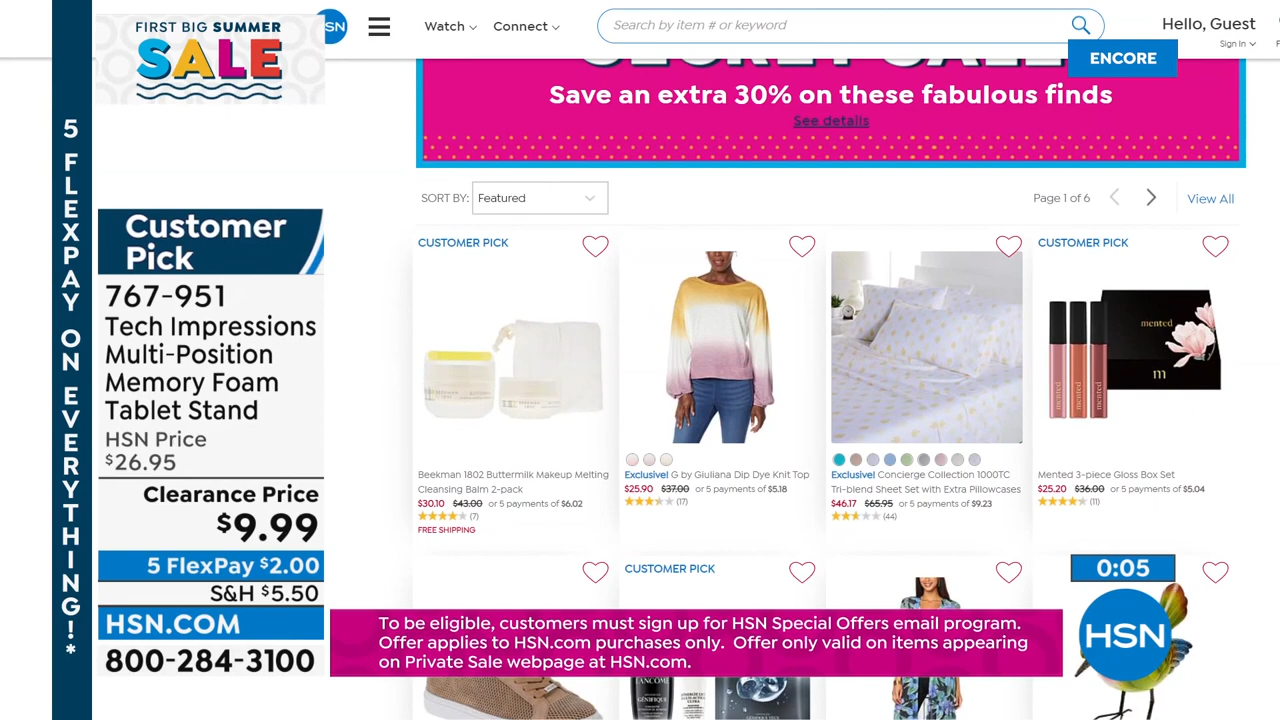 FIRST BIG SUMMER
SALE
SN
Watch
Connect
Search by item # or keyword
Hello, Guest
Sign In
ENCORE
5 FLEXPAY ON EVERYTHING!*
Save an extra 30% on these fabulous finds
See details
SORT BY: Featured
Page 1 of 6
View All
Customer
Pick
767-951
Tech Impressions
Multi-Position
Memory Foam
Tablet Stand
HSN Price
$26.95
Clearance Price
$9.99
5 FlexPay $2.00
S&H $5.50
HSN.COM
800-284-3100
CUSTOMER PICK
Beekman 1802 Buttermilk Makeup Melting
Cleansing Balm 2-pack
$30.10 $43.00 or 5 payments of $6.02
(7)
FREE SHIPPING
Exclusive! G by Giuliana Dip Dye Knit Top
$25.90 $37.00 or 5 payments of $5.18
(17)
Exclusive! Concierge Collection 1000TC
Tri-blend Sheet Set with Extra Pillowcases
$46.17 $65.95 or 5 payments of $9.23
(44)
CUSTOMER PICK
mented
m
mented
mented
mented
Mented 3-piece Gloss Box Set
$25.20 $36.00 or 5 payments of $5.04
(11)
CUSTOMER PICK
0:05
HSN
To be eligible, customers must sign up for HSN Special Offers email program.
Offer applies to HSN.com purchases only. Offer only valid on items appearing
on Private Sale webpage at HSN.com.
LANCÔME
GÉNIFIQUE